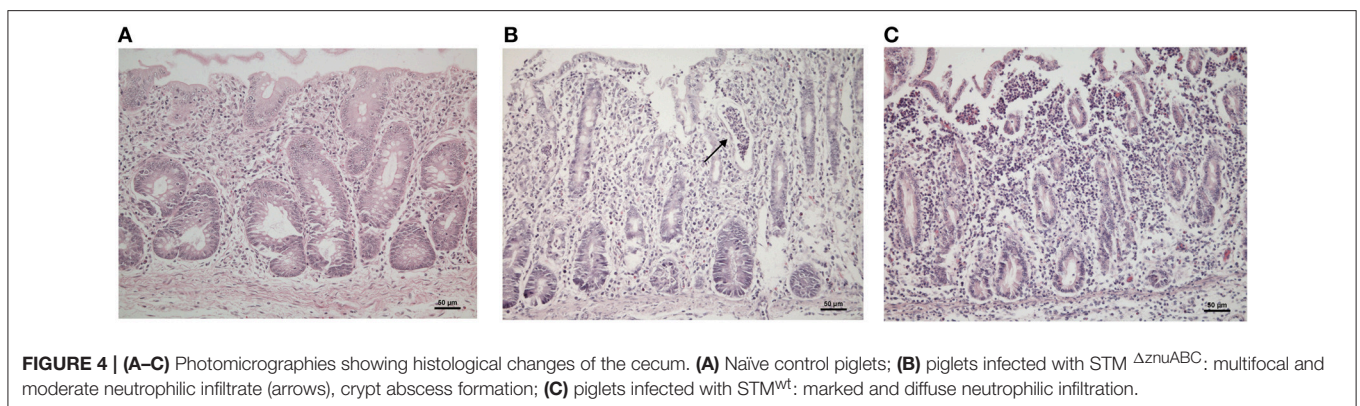 A
B
C
50 µm
50 µm
50 µm
FIGURE 4 | (A–C) Photomicrographies showing histological changes of the cecum. (A) Naïve control piglets; (B) piglets infected with STM ΔznuABC: multifocal and
moderate neutrophilic infiltrate (arrows), crypt abscess formation; (C) piglets infected with STMwt: marked and diffuse neutrophilic infiltration.